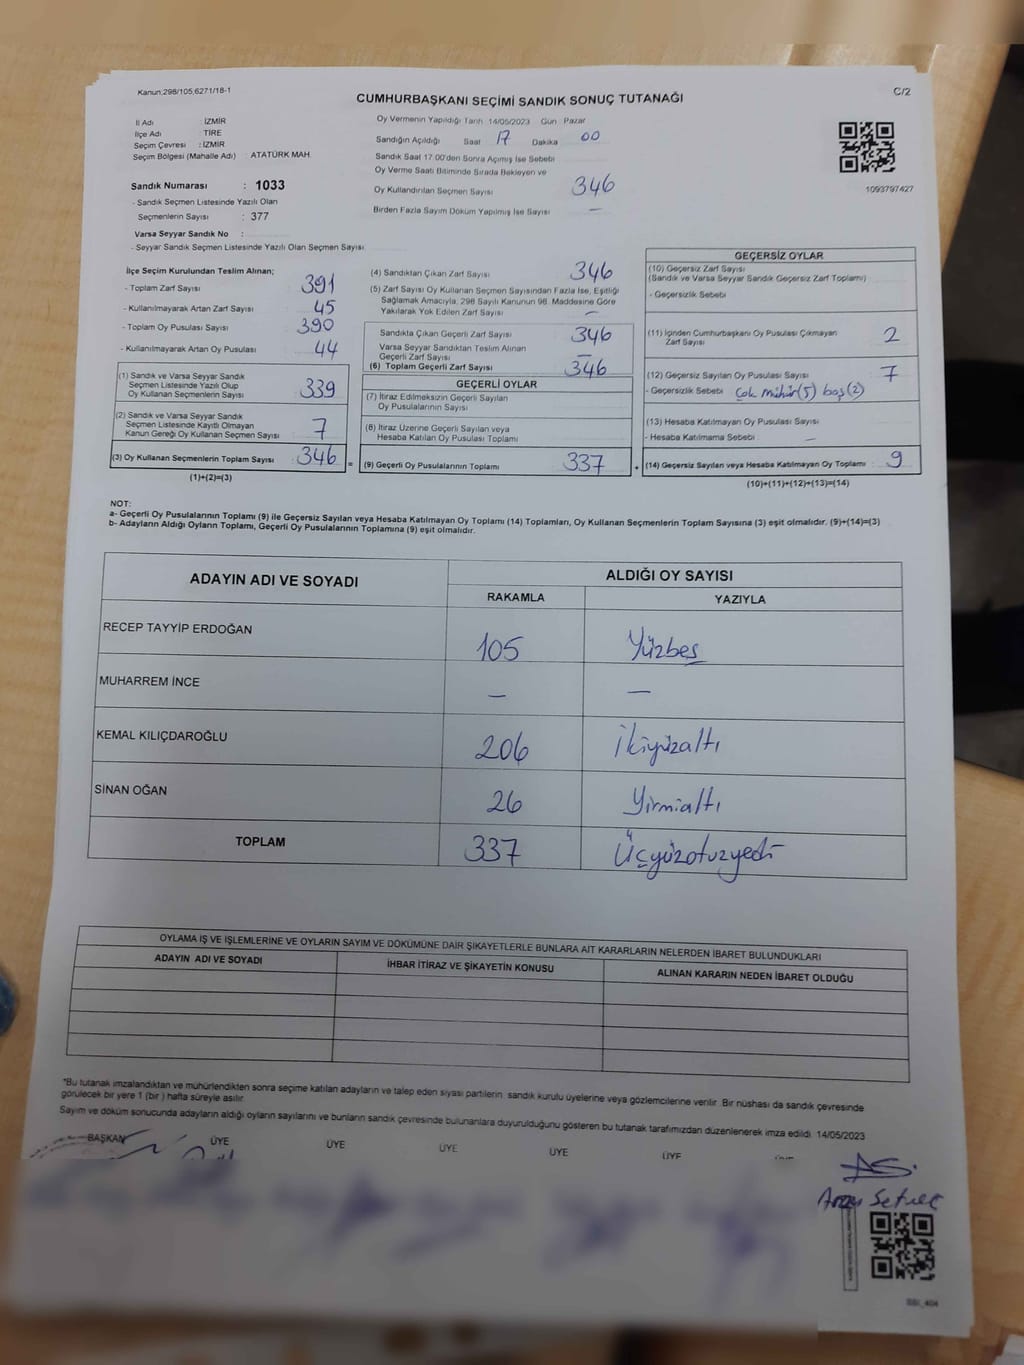 Kanun,298/105,6271/18-1
C/2
CUMHURBAŞKANI SEÇİMİ SANDIK SONUÇ TUTANAĞI
İl Adı : İZMİR
İlçe Adı : TİRE
Seçim Çevresi : İZMİR
Seçim Bölgesi (Mahalle Adı) : ATATÜRK MAH.
Sandık Numarası : 1033
- Sandık Seçmen Listesinde Yazılı Olan
Seçmenlerin Sayısı : 377
Varsa Seyyar Sandık No :
- Seyyar Sandık Seçmen Listesinde Yazılı Olan Seçmen Sayısı
Oy Vermenin Yapıldığı Tarih 14/05/2023 Gün Pazar
Sandığın Açıldığı Saat 17 Dakika 00
Sandık Saat 17.00'den Sonra Açımış İse Sebebi
Oy Verme Saati Bitiminde Sırada Bekleyen ve
Oy Kullandırılan Seçmen Sayısı 346
Birden Fazla Sayım Döküm Yapılmış İse Sayısı –
1093797427
İlçe Seçim Kurulundan Teslim Alınan;
- Toplam Zarf Sayısı 391
- Kullanılmayarak Artan Zarf Sayısı 45
- Toplam Oy Pusulası Sayısı 390
- Kullanılmayarak Artan Oy Pusulası 44
(1) Sandık ve Varsa Seyyar Sandık
Seçmen Listesinde Yazılı Olup
Oy Kullanan Seçmenlerin Sayısı 339
(2) Sandık ve Varsa Seyyar Sandık
Seçmen Listesinde Kayıtlı Olmayan
Kanun Gereği Oy Kullanan Seçmen Sayısı 7
(3) Oy Kullanan Seçmenlerin Toplam Sayısı 346 =
(1)+(2)=(3)
(4) Sandıktan Çıkan Zarf Sayısı 346
(5) Zarf Sayısı Oy Kullanan Seçmen Sayısından Fazla İse, Eşitliği
Sağlamak Amacıyla, 298 Sayılı Kanunun 98. Maddesine Göre
Yakılarak Yok Edilen Zarf Sayısı –
Sandıkta Çıkan Geçerli Zarf Sayısı 346
Varsa Seyyar Sandıktan Teslim Alınan
Geçerli Zarf Sayısı –
(6) Toplam Geçerli Zarf Sayısı 346
GEÇERLİ OYLAR
(7) İtiraz Edilmeksizin Geçerli Sayılan
Oy Pusulalarının Sayısı
(8) İtiraz Üzerine Geçerli Sayılan veya
Hesaba Katılan Oy Pusulası Toplamı
(9) Geçerli Oy Pusulalarının Toplamı 337 +
GEÇERSİZ OYLAR
(10) Geçersiz Zarf Sayısı
(Sandık ve Varsa Seyyar Sandık Geçersiz Zarf Toplamı)
- Geçersizlik Sebebi
(11) İçinden Cumhurbaşkanı Oy Pusulası Çıkmayan
Zarf Sayısı 2
(12) Geçersiz Sayılan Oy Pusulası Sayısı 7
- Geçersizlik Sebebi Çok mühür(5) boş(2)
(13) Hesaba Katılmayan Oy Pusulası Sayısı
- Hesaba Katılmama Sebebi –
(14) Geçersiz Sayılan veya Hesaba Katılmayan Oy Toplamı 9
(10)+(11)+(12)+(13)=(14)
NOT:
a- Geçerli Oy Pusulalarının Toplamı (9) ile Geçersiz Sayılan veya Hesaba Katılmayan Oy Toplamı (14) Toplamları, Oy Kullanan Seçmenlerin Toplam Sayısına (3) eşit olmalıdır. (9)+(14)=(3)
b- Adayların Aldığı Oyların Toplamı, Geçerli Oy Pusulalarının Toplamına (9) eşit olmalıdır.
ADAYIN ADI VE SOYADI ALDIĞI OY SAYISI
RAKAMLA YAZIYLA
RECEP TAYYİP ERDOĞAN 105 Yüzbeş
MUHARREM İNCE – –
KEMAL KILIÇDAROĞLU 206 İkiyüzaltı
SİNAN OĞAN 26 Yirmialtı
TOPLAM 337 Üçyüzotuzyedi
OYLAMA İŞ VE İŞLEMLERİNE VE OYLARIN SAYIM VE DÖKÜMÜNE DAİR ŞİKAYETLERLE BUNLARA AİT KARARLARIN NELERDEN İBARET BULUNDUKLARI
ADAYIN ADI VE SOYADI İHBAR İTİRAZ VE ŞİKAYETİN KONUSU ALINAN KARARIN NEDEN İBARET OLDUĞU
*Bu tutanak imzalandıktan ve mühürlendikten sonra seçime katılan adayların ve talep eden siyasi partilerin sandık kurulu üyelerine veya gözlemcilerine verilir. Bir nüshası da sandık çevresinde
görülecek bir yere 1 (bir) hafta süreyle asılır.
Sayım ve döküm sonucunda adayların aldığı oyların sayılarını ve bunların sandık çevresinde bulunanlara duyurulduğunu gösteren bu tutanak tarafımızdan düzenlenerek imza edildi. 14/05/2023
BAŞKAN ÜYE ÜYE ÜYE ÜYE ÜYE